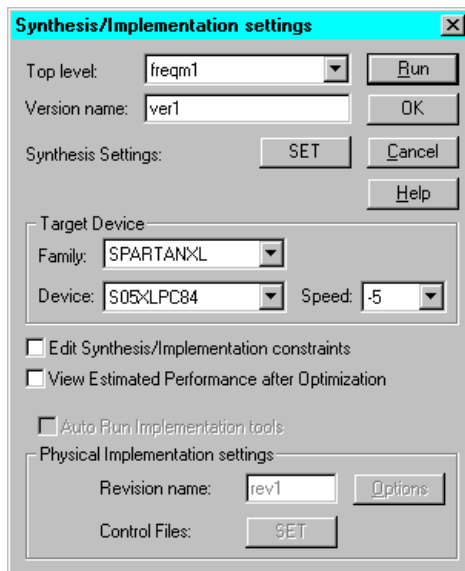 Synthesis/Implementation settings
Top level: freqm1 Run
Version name: ver1 OK
Synthesis Settings: SET Cancel
Help
Target Device
Family: SPARTANXL
Device: S05XLPC84 Speed: -5
Edit Synthesis/Implementation constraints
View Estimated Performance after Optimization
Auto Run Implementation tools
Physical Implementation settings
Revision name: rev1 Options
Control Files: SET